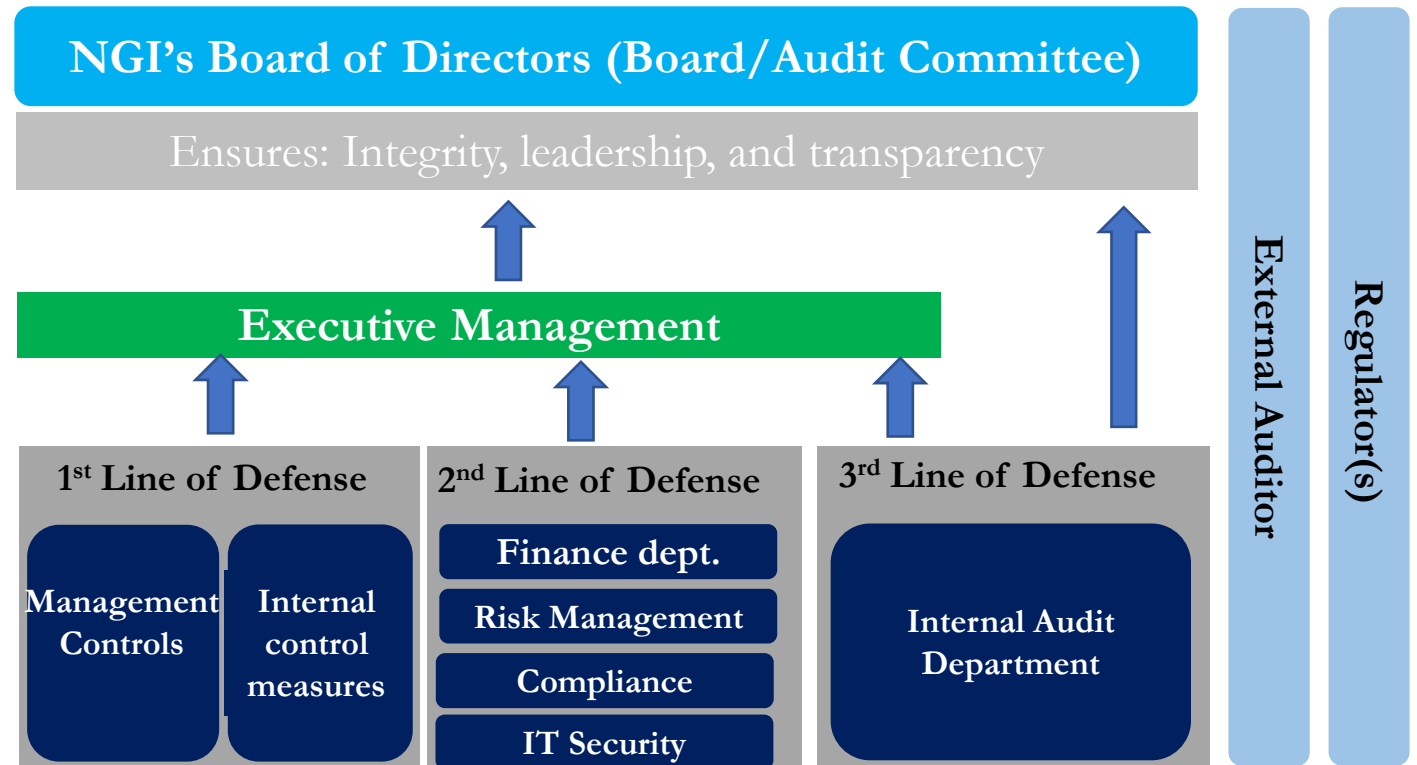 NGI’s Board of Directors (Board/Audit Committee)
Ensures: Integrity, leadership, and transparency
Executive Management
1st Line of Defense
Management
Controls
Internal
control
measures
2nd Line of Defense
Finance dept.
Risk Management
Compliance
IT Security
3rd Line of Defense
Internal Audit
Department
External Auditor
Regulator(s)